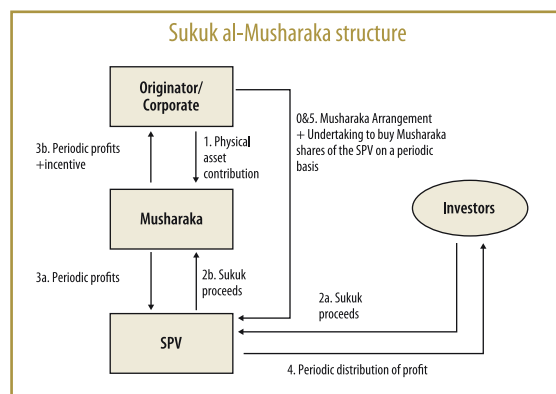 Sukuk al-Musharaka structure
Originator/
Corporate
0&5. Musharaka Arrangement
+ Undertaking to buy Musharaka
shares of the SPV on a periodic
basis
3b. Periodic profits
+incentive
1. Physical
asset
contribution
Musharaka
Investors
3a. Periodic profits
2b. Sukuk
proceeds
2a. Sukuk
proceeds
SPV
4. Periodic distribution of profit